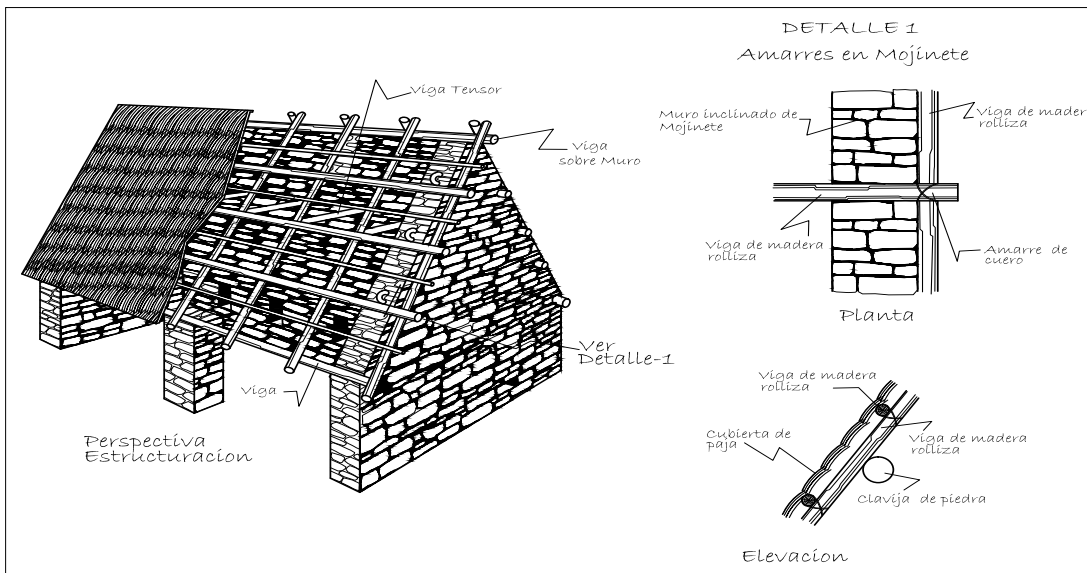 DETALLE 1
Amarres en Mojinete
Viga Tensor
Viga
sobre Muro
Muro inclinado de
Mojinete
Viga de madera
rolliza
Viga de madera
rolliza
Amarre de
cuero
Planta
Ver
Detalle-1
Viga
Perspectiva
Estructuracion
Viga de madera
rolliza
Cubierta de
paja
Viga de madera
rolliza
Clavija de piedra
Elevacion